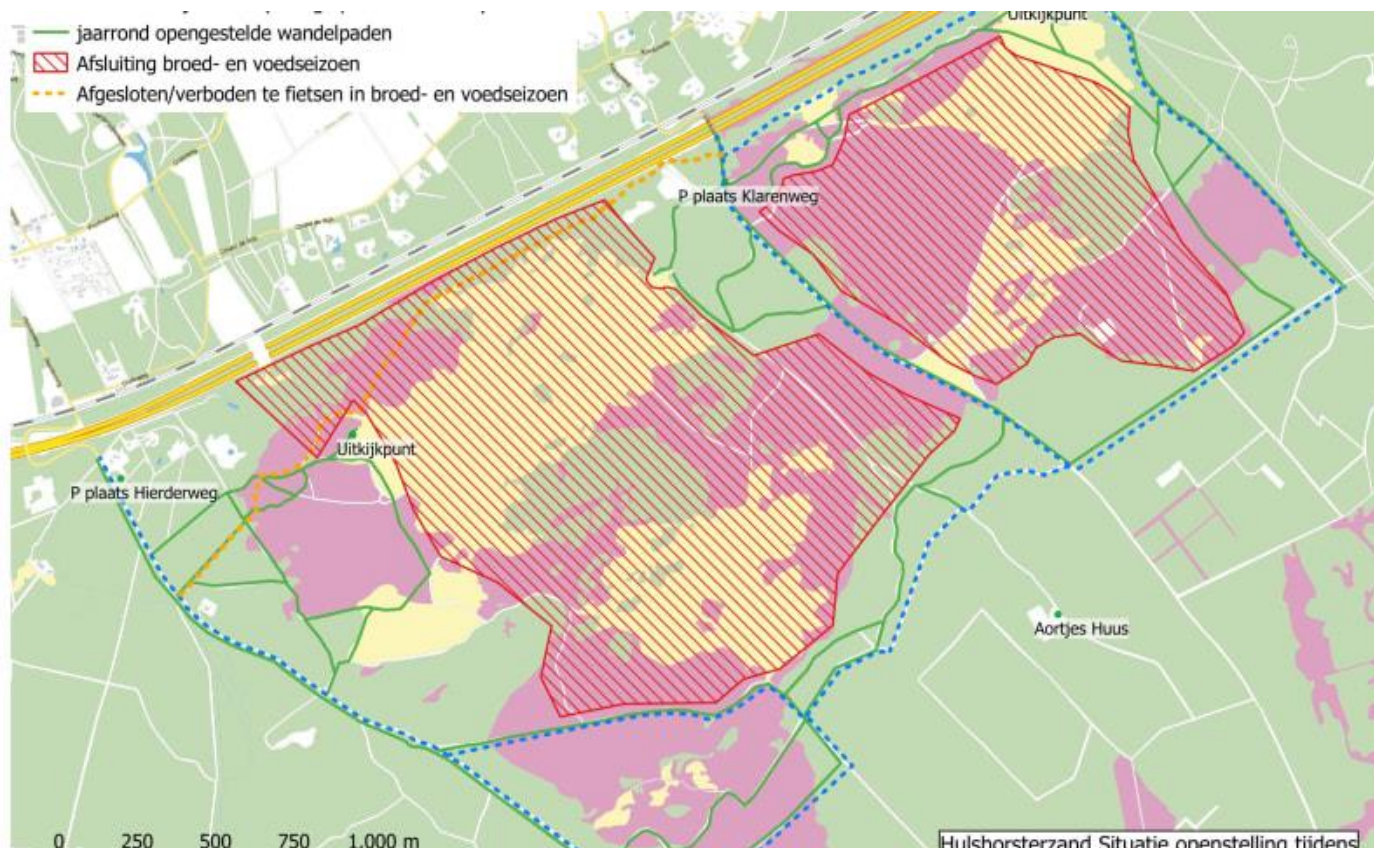 Uitkijkpunt
jaarrond opengestelde wandelpaden
Afsluiting broed- en voedseizoen
Afgesloten/verboden te fietsen in broed- en voedseizoen
P plaats Klarenweg
Uitkijkpunt
P plaats Hierderweg
Aortjes Huus
0 250 500 750 1.000 m
Hulshorsterzand Situatie openstelling tijdens